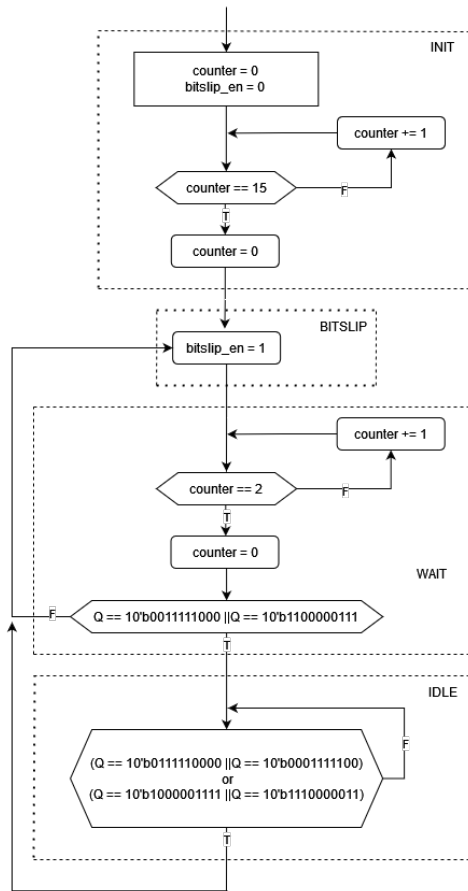 INIT
counter = 0
bitslip_en = 0
counter += 1
counter == 15
F
T
counter = 0
BITSLIP
bitslip_en = 1
counter += 1
counter == 2
F
T
counter = 0
WAIT
F
Q == 10'b0011111000 ||Q == 10'b1100000111
T
IDLE
F
(Q == 10'b0111110000 ||Q == 10'b0001111100)
or
(Q == 10'b1000001111 ||Q == 10'b1110000011)
T